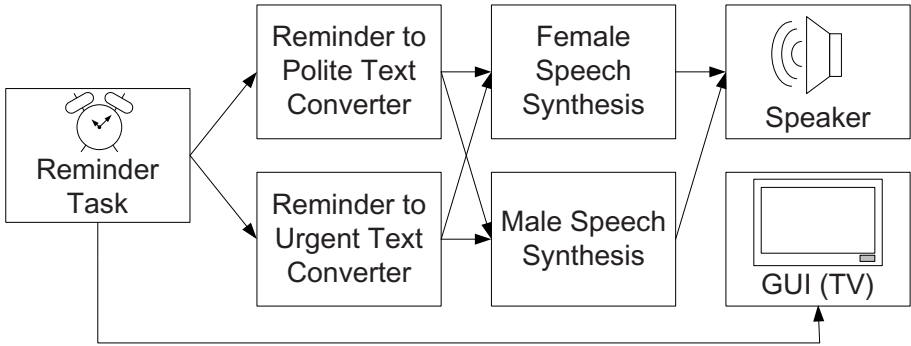 Reminder to
Polite Text
Converter
Female
Speech
Synthesis
Speaker
Reminder
Task
Reminder to
Urgent Text
Converter
Male Speech
Synthesis
GUI (TV)